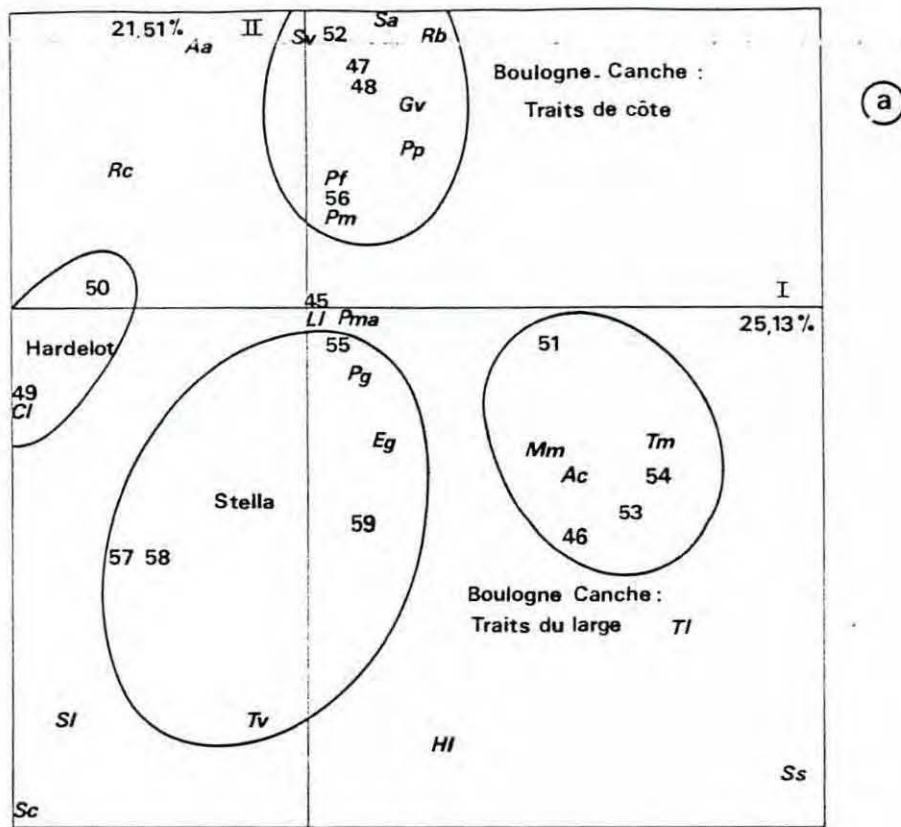 21,51% II Sa
Aa Sv 52 Rb
47
48
Boulogne-Canche :
Traits de côte
a
Gv
Pp
Rc
Pf
56
Pm
50
45
I
Ll Pma
25,13%
Hardelot
55
51
Pg
49
Cl
Eg
Mm Tm
Ac 54
Stella
53
59
46
57 58
Boulogne Canche :
Traits du large Tl
Sl Tv
Hl
Ss
Sc